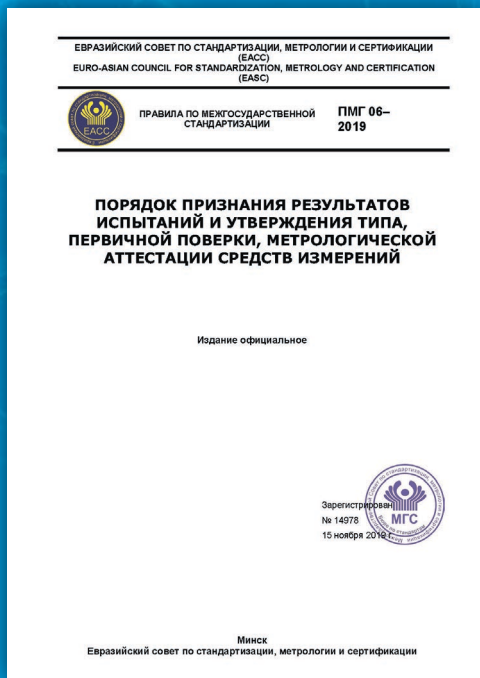 ЕВРАЗИЙСКИЙ СОВЕТ ПО СТАНДАРТИЗАЦИИ, МЕТРОЛОГИИ И СЕРТИФИКАЦИИ
(ЕАСС)
EURO-ASIAN COUNCIL FOR STANDARDIZATION, METROLOGY AND CERTIFICATION
(EASC)
ЕАСС
ПРАВИЛА ПО МЕЖГОСУДАРСТВЕННОЙ
СТАНДАРТИЗАЦИИ
ПМГ 06–
2019
ПОРЯДОК ПРИЗНАНИЯ РЕЗУЛЬТАТОВ
ИСПЫТАНИЙ И УТВЕРЖДЕНИЯ ТИПА,
ПЕРВИЧНОЙ ПОВЕРКИ, МЕТРОЛОГИЧЕСКОЙ
АТТЕСТАЦИИ СРЕДСТВ ИЗМЕРЕНИЙ
Издание официальное
Зарегистрирован
№ 14978
15 ноября 2019 г.
МГС
Минск
Евразийский совет по стандартизации, метрологии и сертификации